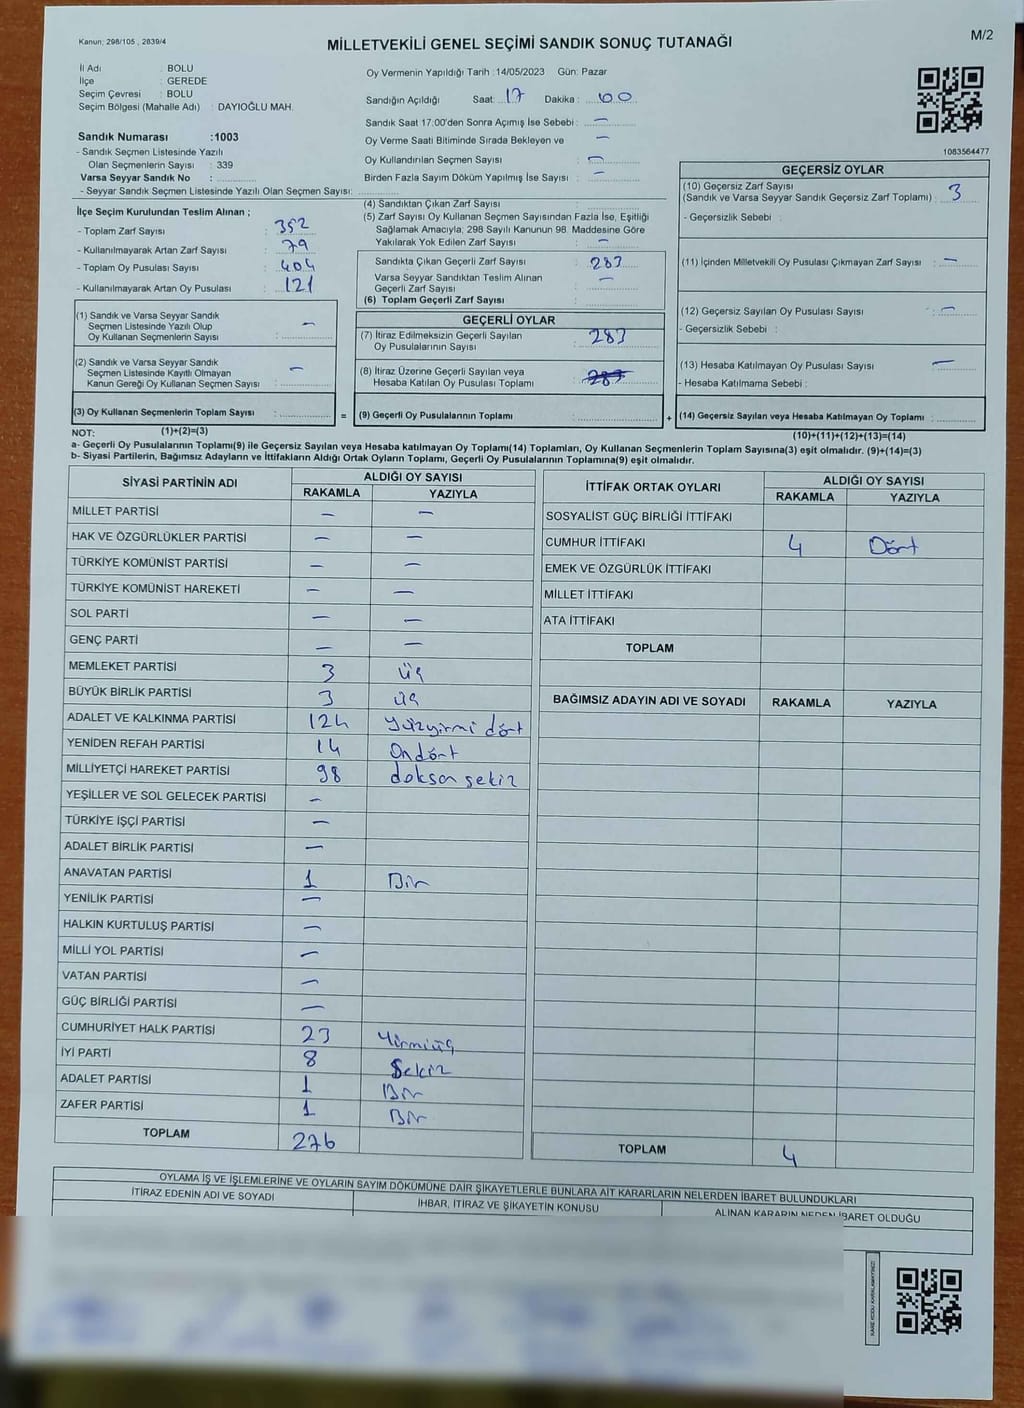 Kanun; 298/105, 2839/4
MİLLETVEKİLİ GENEL SEÇİMİ SANDIK SONUÇ TUTANAĞI
M/2
İl Adı : BOLU
İlçe : GEREDE
Seçim Çevresi : BOLU
Seçim Bölgesi (Mahalle Adı) : DAYIOĞLU MAH.
Sandık Numarası :1003
- Sandık Seçmen Listesinde Yazılı
Olan Seçmenlerin Sayısı : 339
Varsa Seyyar Sandık No :
- Seyyar Sandık Seçmen Listesinde Yazılı Olan Seçmen Sayısı:
Oy Vermenin Yapıldığı Tarih :14/05/2023 Gün: Pazar
Sandığın Açıldığı Saat: 17 Dakika : 00
Sandık Saat 17:00'den Sonra Açımış İse Sebebi : —
Oy Verme Saati Bitiminde Sırada Bekleyen ve —
Oy Kullandırılan Seçmen Sayısı : —
Birden Fazla Sayım Döküm Yapılmış İse Sayısı : —
1083564477
İlçe Seçim Kurulundan Teslim Alınan ;
- Toplam Zarf Sayısı : 352
- Kullanılmayarak Artan Zarf Sayısı : 79
- Toplam Oy Pusulası Sayısı : 404
- Kullanılmayarak Artan Oy Pusulası : 121
(4) Sandıktan Çıkan Zarf Sayısı :
(5) Zarf Sayısı Oy Kullanan Seçmen Sayısından Fazla İse, Eşitliği
Sağlamak Amacıyla, 298 Sayılı Kanunun 98. Maddesine Göre
Yakılarak Yok Edilen Zarf Sayısı : —
Sandıkta Çıkan Geçerli Zarf Sayısı : 283
Varsa Seyyar Sandıktan Teslim Alınan
Geçerli Zarf Sayısı : —
(6) Toplam Geçerli Zarf Sayısı :
GEÇERSİZ OYLAR
(10) Geçersiz Zarf Sayısı
(Sandık ve Varsa Seyyar Sandık Geçersiz Zarf Toplamı) : 3
- Geçersizlik Sebebi :
(11) İçinden Milletvekili Oy Pusulası Çıkmayan Zarf Sayısı : —
(12) Geçersiz Sayılan Oy Pusulası Sayısı : —
- Geçersizlik Sebebi :
(13) Hesaba Katılmayan Oy Pusulası Sayısı : —
- Hesaba Katılmama Sebebi :
(14) Geçersiz Sayılan veya Hesaba Katılmayan Oy Toplamı :
(10)+(11)+(12)+(13)=(14)
(1) Sandık ve Varsa Seyyar Sandık
Seçmen Listesinde Yazılı Olup
Oy Kullanan Seçmenlerin Sayısı : —
(2) Sandık ve Varsa Seyyar Sandık
Seçmen Listesinde Kayıtlı Olmayan
Kanun Gereği Oy Kullanan Seçmen Sayısı : —
(3) Oy Kullanan Seçmenlerin Toplam Sayısı :
(1)+(2)=(3)
GEÇERLİ OYLAR
(7) İtiraz Edilmeksizin Geçerli Sayılan
Oy Pusulalarının Sayısı : 283
(8) İtiraz Üzerine Geçerli Sayılan veya
Hesaba Katılan Oy Pusulası Toplamı : 283
= (9) Geçerli Oy Pusulalarının Toplamı : +
NOT:
a- Geçerli Oy Pusulalarının Toplamı(9) ile Geçersiz Sayılan veya Hesaba katılmayan Oy Toplamı(14) Toplamları, Oy Kullanan Seçmenlerin Toplam Sayısına(3) eşit olmalıdır. (9)+(14)=(3)
b- Siyasi Partilerin, Bağımsız Adayların ve İttifakların Aldığı Ortak Oyların Toplamı, Geçerli Oy Pusulalarının Toplamına(9) eşit olmalıdır.
SİYASİ PARTİNİN ADI ALDIĞI OY SAYISI
RAKAMLA YAZIYLA
MİLLET PARTİSİ — —
HAK VE ÖZGÜRLÜKLER PARTİSİ — —
TÜRKİYE KOMÜNİST PARTİSİ — —
TÜRKİYE KOMÜNİST HAREKETİ — —
SOL PARTİ — —
GENÇ PARTİ — —
MEMLEKET PARTİSİ 3 üç
BÜYÜK BİRLİK PARTİSİ 3 üç
ADALET VE KALKINMA PARTİSİ 124 yüzyirmi dört
YENİDEN REFAH PARTİSİ 14 Ondört
MİLLİYETÇİ HAREKET PARTİSİ 98 doksan sekiz
YEŞİLLER VE SOL GELECEK PARTİSİ —
TÜRKİYE İŞÇİ PARTİSİ —
ADALET BİRLİK PARTİSİ —
ANAVATAN PARTİSİ 1 Bir
YENİLİK PARTİSİ —
HALKIN KURTULUŞ PARTİSİ —
MİLLİ YOL PARTİSİ —
VATAN PARTİSİ —
GÜÇ BİRLİĞİ PARTİSİ —
CUMHURİYET HALK PARTİSİ 23 Yirmiüç
İYİ PARTİ 8 Sekiz
ADALET PARTİSİ 1 Bir
ZAFER PARTİSİ 1 Bir
TOPLAM 276
İTTİFAK ORTAK OYLARI ALDIĞI OY SAYISI
RAKAMLA YAZIYLA
SOSYALİST GÜÇ BİRLİĞİ İTTİFAKI
CUMHUR İTTİFAKI 4 Dört
EMEK VE ÖZGÜRLÜK İTTİFAKI
MİLLET İTTİFAKI
ATA İTTİFAKI
TOPLAM
BAĞIMSIZ ADAYIN ADI VE SOYADI RAKAMLA YAZIYLA
TOPLAM 4
OYLAMA İŞ VE İŞLEMLERİNE VE OYLARIN SAYIM DÖKÜMÜNE DAİR ŞİKAYETLERLE BUNLARA AİT KARARLARIN NELERDEN İBARET BULUNDUKLARI
İTİRAZ EDENİN ADI VE SOYADI İHBAR, İTİRAZ VE ŞİKAYETİN KONUSU ALINAN KARARIN NEDEN İBARET OLDUĞU